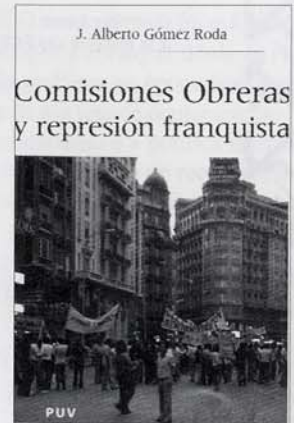 J. Alberto Gómez Roda
Comisiones Obreras
y represión franquista
PUV